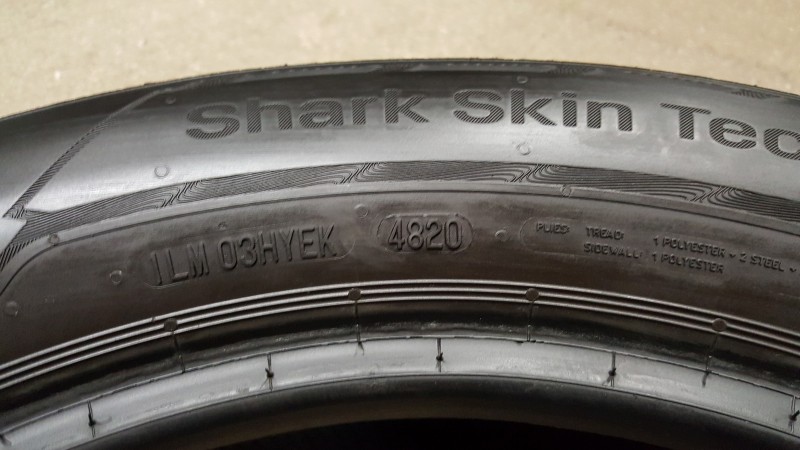 Shark Skin Tec
1LM 03HYEK 4820
PLIES: TREAD: 1 POLYESTER + 2 STEEL +
SIDEWALL: 1 POLYESTER